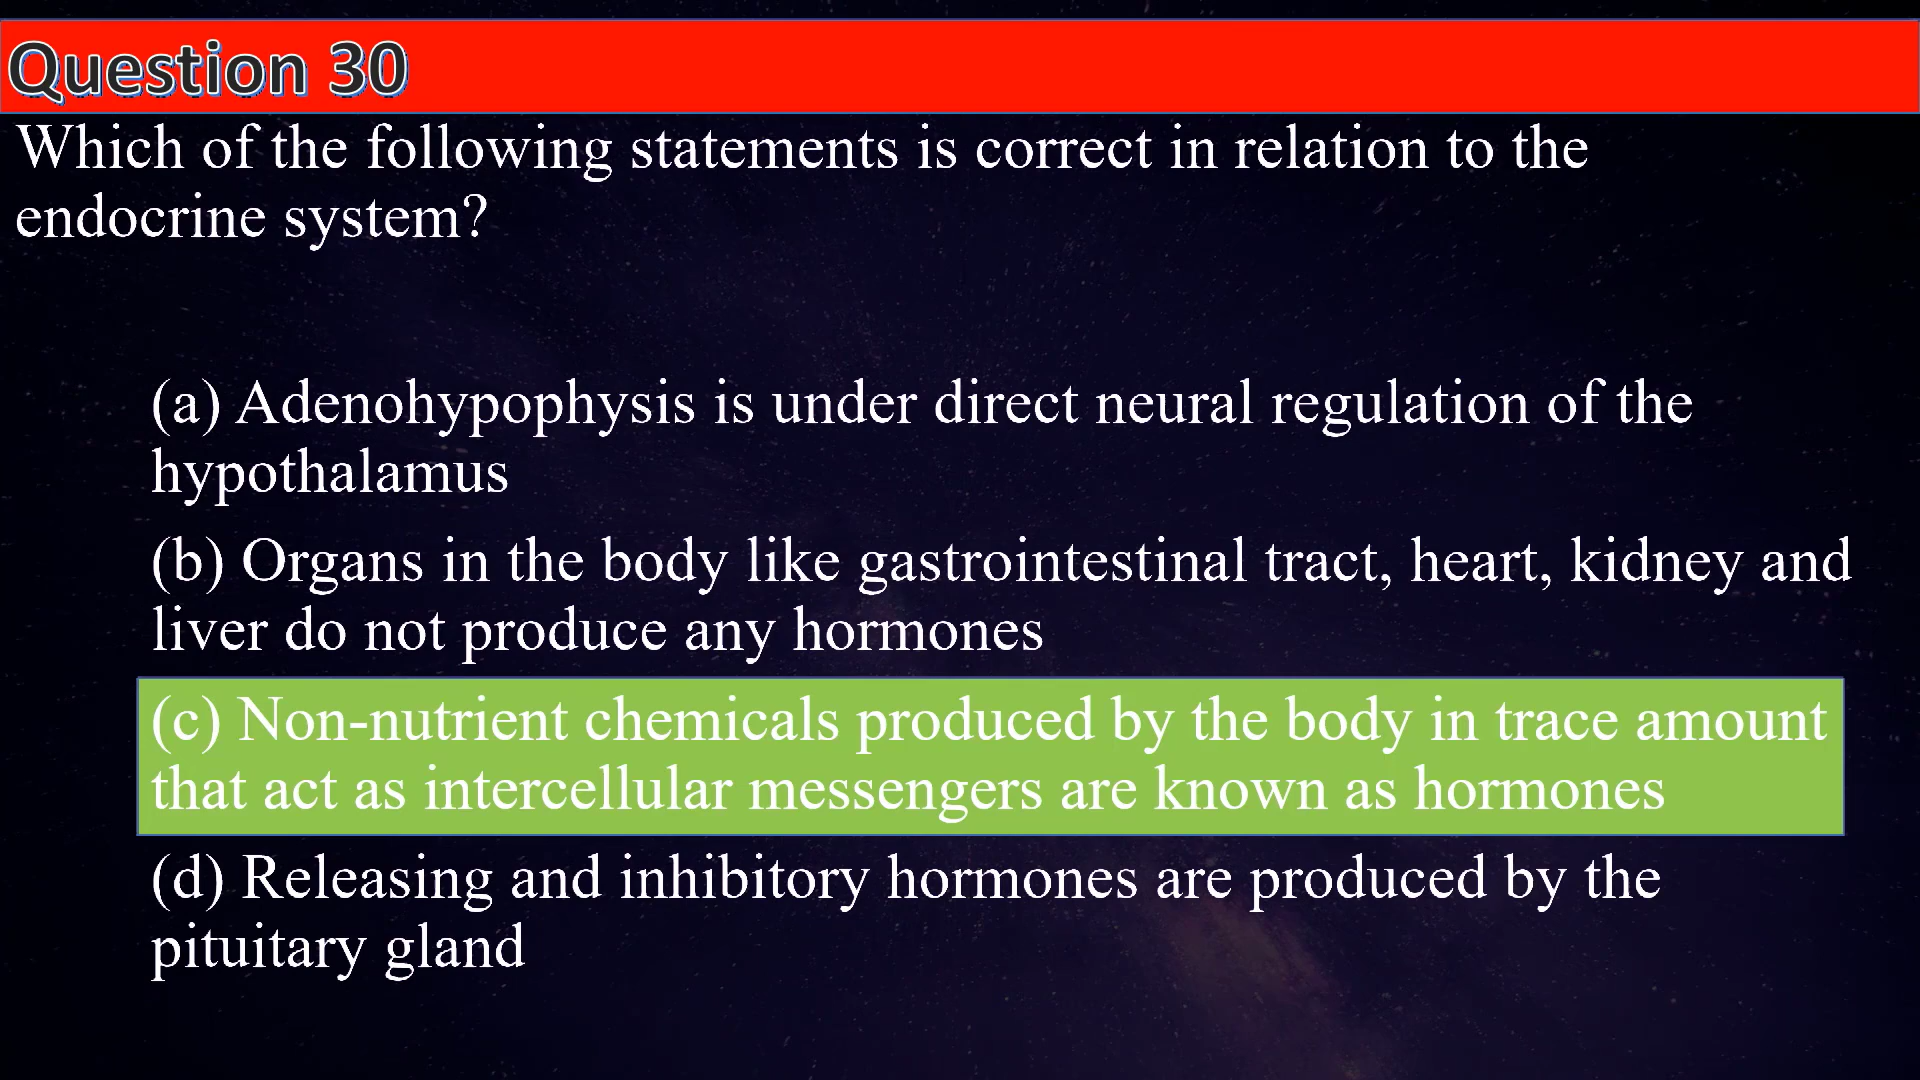 Question 30
Which of the following statements is correct in relation to the
endocrine system?
(a) Adenohypophysis is under direct neural regulation of the
hypothalamus
(b) Organs in the body like gastrointestinal tract, heart, kidney and
liver do not produce any hormones
(c) Non-nutrient chemicals produced by the body in trace amount
that act as intercellular messengers are known as hormones
(d) Releasing and inhibitory hormones are produced by the
pituitary gland